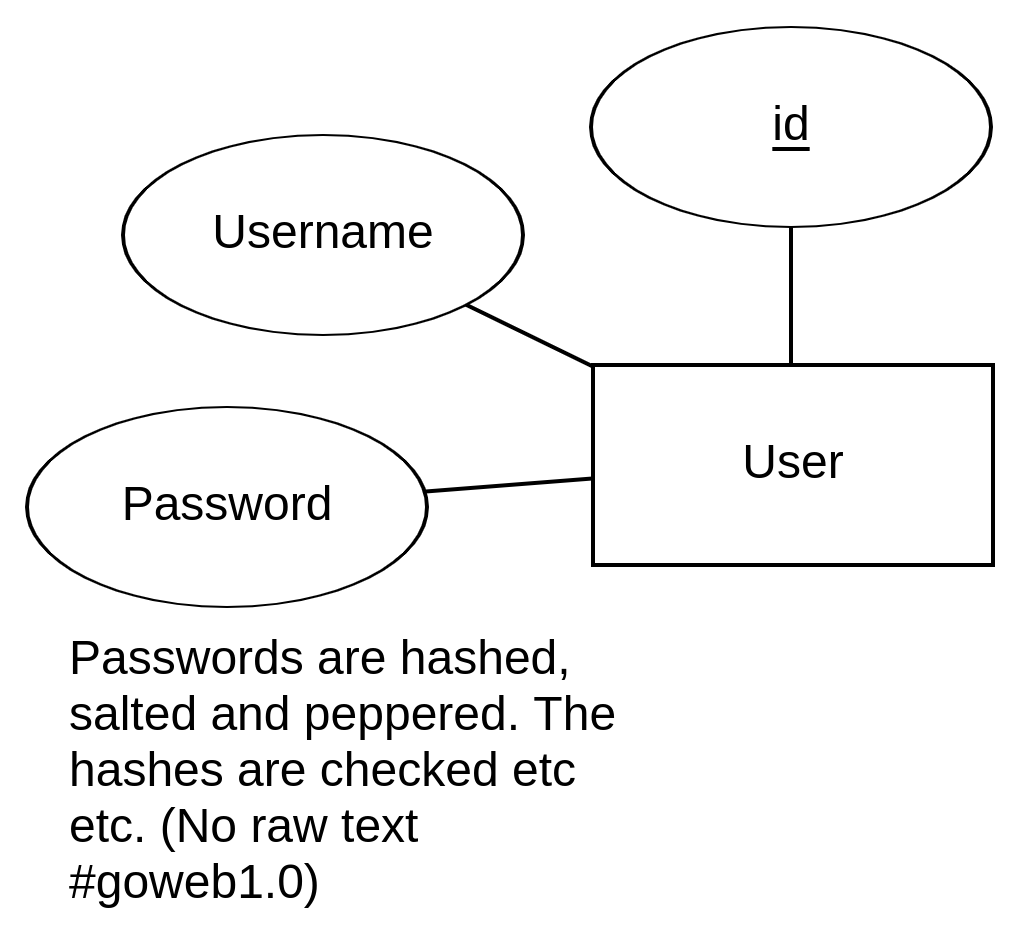 id
Username
User
Password
Passwords are hashed,
salted and peppered. The
hashes are checked etc
etc. (No raw text
#goweb1.0)